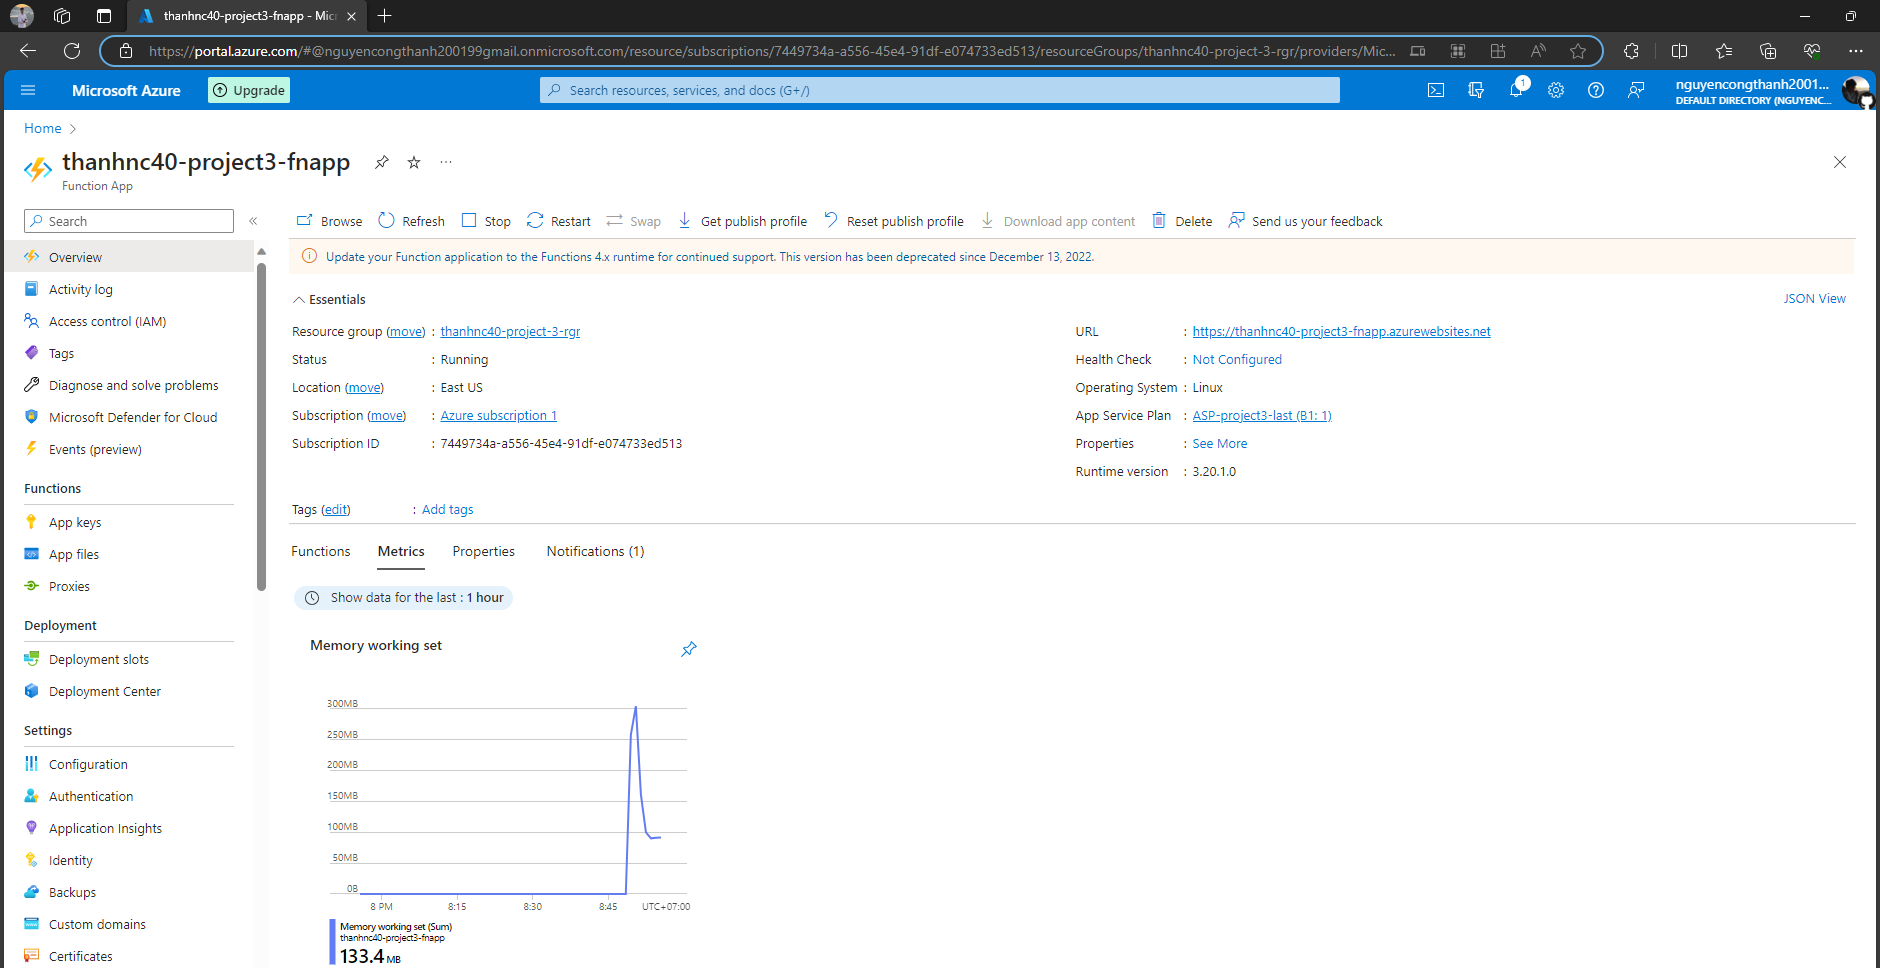 thanhnc40-project3-fnapp - Mic
https://portal.azure.com/#@nguyencongthanh200199gmail.onmicrosoft.com/resource/subscriptions/7449734a-a556-45e4-91df-e074733ed513/resourceGroups/thanhnc40-project-3-rgr/providers/Mic...
Microsoft Azure
Upgrade
Search resources, services, and docs (G+/)
1
nguyencongthanh2001...
DEFAULT DIRECTORY (NGUYENC...
Home
thanhnc40-project3-fnapp
Function App
Search
Browse Refresh Stop Restart Swap Get publish profile Reset publish profile Download app content Delete Send us your feedback
Update your Function application to the Functions 4.x runtime for continued support. This version has been deprecated since December 13, 2022.
Overview
Activity log
Access control (IAM)
Tags
Diagnose and solve problems
Microsoft Defender for Cloud
Events (preview)
Functions
App keys
App files
Proxies
Deployment
Deployment slots
Deployment Center
Settings
Configuration
Authentication
Application Insights
Identity
Backups
Custom domains
Certificates
Essentials
JSON View
Resource group (move) : thanhnc40-project-3-rgr
Status : Running
Location (move) : East US
Subscription (move) : Azure subscription 1
Subscription ID : 7449734a-a556-45e4-91df-e074733ed513
URL : https://thanhnc40-project3-fnapp.azurewebsites.net
Health Check : Not Configured
Operating System : Linux
App Service Plan : ASP-project3-last (B1: 1)
Properties : See More
Runtime version : 3.20.1.0
Tags (edit) : Add tags
Functions Metrics Properties Notifications (1)
Show data for the last : 1 hour
Memory working set
300MB
250MB
200MB
150MB
100MB
50MB
0B
8 PM 8:15 8:30 8:45 UTC+07:00
Memory working set (Sum)
thanhnc40-project3-fnapp
133.4 MB